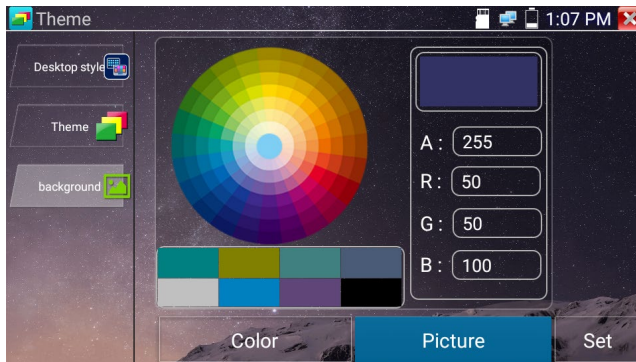 Theme
1:07 PM
Desktop style
Theme
background
A : 255
R : 50
G : 50
B : 100
Color
Picture
Set